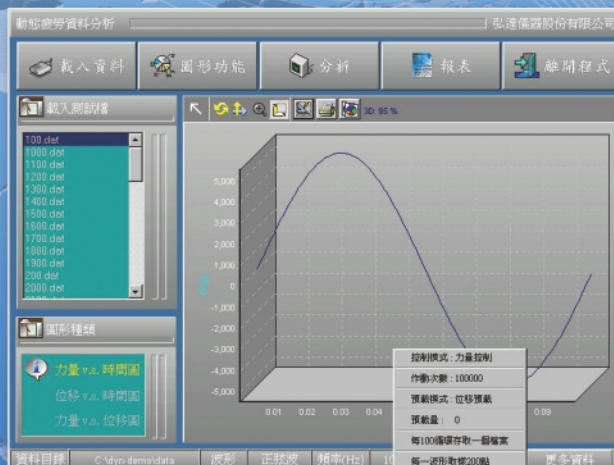 動態疲勞資料分析
弘達儀器股份有限公司
載入資料
圖形功能
分析
報表
離開程式
載入測試檔
3D: 95 %
100.dat
1000.dat
1100.dat
1200.dat
1300.dat
1400.dat
1500.dat
1600.dat
1700.dat
1800.dat
1900.dat
200.dat
2000.dat
5,000
4,000
3,000
2,000
1,000
0
-1,000
-2,000
-3,000
-4,000
-5,000
0.01
0.02
0.03
0.04
0.09
圖形種類
力量 v.s. 時間圖
位移 v.s. 時間圖
力量 v.s. 位移圖
控制模式 : 力量控制
作動次數 : 100000
預載模式 : 位移預載
預載量 : 0
每100循環存取一個檔案
每一波形取樣200點
資料目錄
C:\dyn-demo\data
波形
正弦波
頻率(Hz)
更多資料